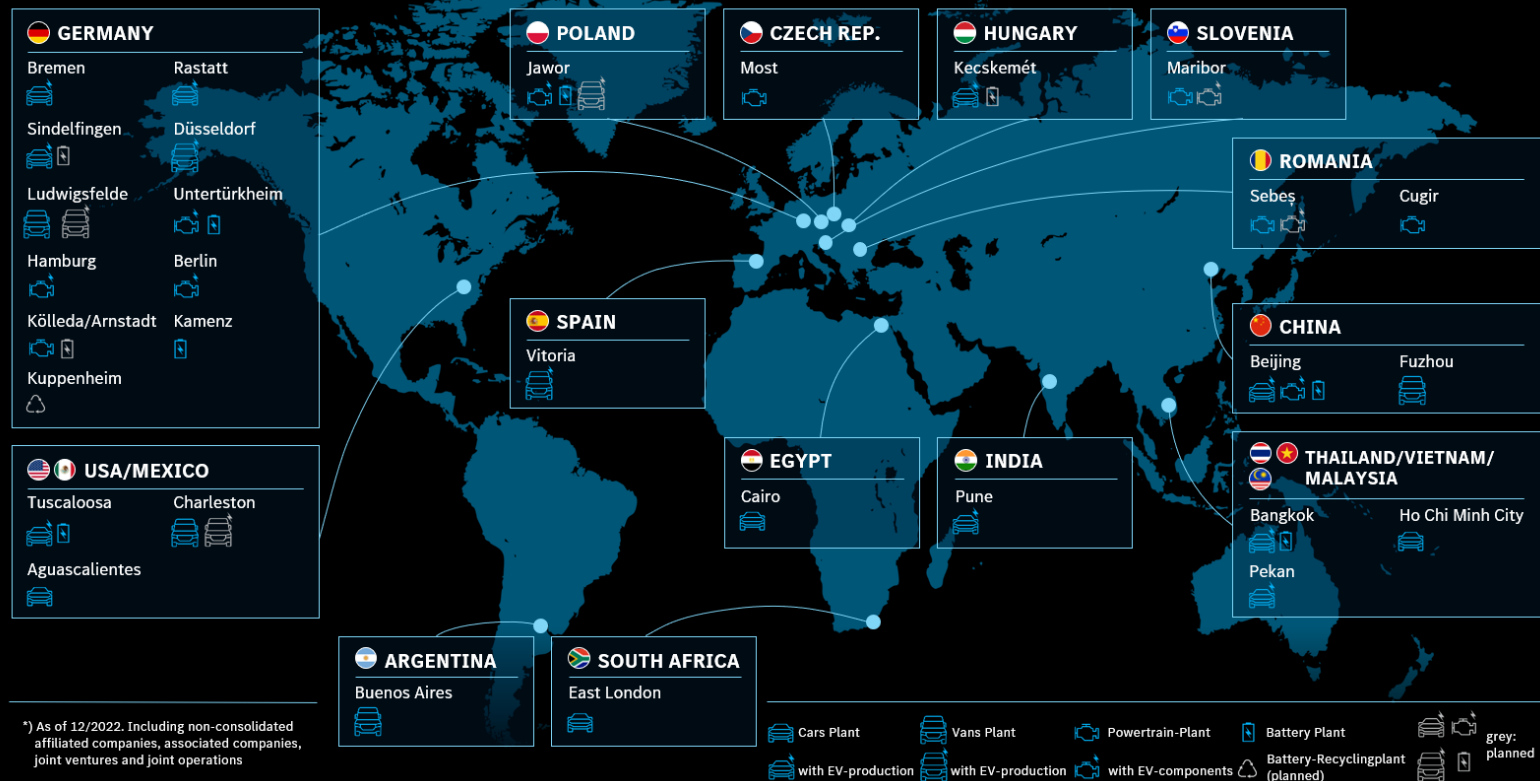 GERMANY
Bremen
Rastatt
Sindelfingen
Düsseldorf
Ludwigsfelde
Untertürkheim
Hamburg
Berlin
Kölleda/Arnstadt
Kamenz
Kuppenheim
USA/MEXICO
Tuscaloosa
Charleston
Aguascalientes
POLAND
Jawor
CZECH REP.
Most
HUNGARY
Kecskemét
SLOVENIA
Maribor
ROMANIA
Sebeş
Cugir
SPAIN
Vitoria
CHINA
Beijing
Fuzhou
EGYPT
Cairo
INDIA
Pune
THAILAND/VIETNAM/
MALAYSIA
Bangkok
Ho Chi Minh City
Pekan
ARGENTINA
Buenos Aires
SOUTH AFRICA
East London
*) As of 12/2022. Including non-consolidated
affiliated companies, associated companies,
joint ventures and joint operations
Cars Plant
Vans Plant
Powertrain-Plant
Battery Plant
grey:
planned
with EV-production
with EV-production
with EV-components
Battery-Recyclingplant
(planned)